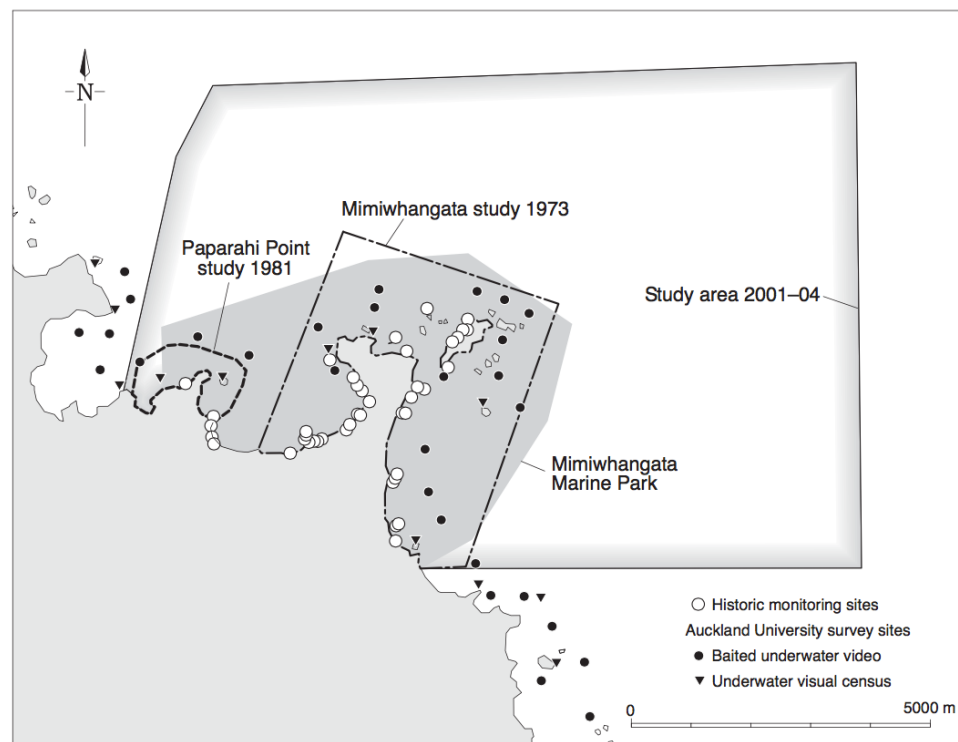 N
Mimiwhangata study 1973
Paparahi Point
study 1981
Study area 2001–04
Mimiwhangata
Marine Park
Historic monitoring sites
Auckland University survey sites
Baited underwater video
Underwater visual census
0
5000 m